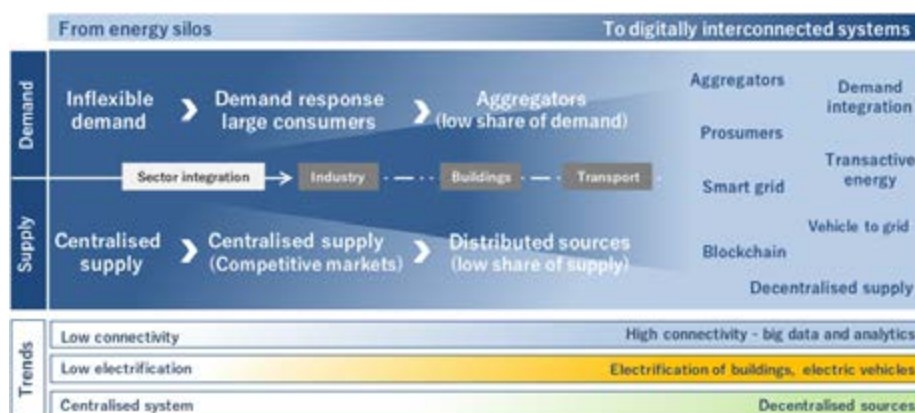 From energy silos
To digitally interconnected systems
Demand
Inflexible
demand
Demand response
large consumers
Aggregators
(low share of demand)
Aggregators
Demand
integration
Prosumers
Sector integration
Industry
Buildings
Transport
Transactive
energy
Smart grid
Supply
Centralised
supply
Centralised supply
(Competitive markets)
Distributed sources
(low share of supply)
Vehicle to grid
Blockchain
Decentralised supply
Trends
Low connectivity
High connectivity - big data and analytics
Low electrification
Electrification of buildings, electric vehicles
Centralised system
Decentralised sources